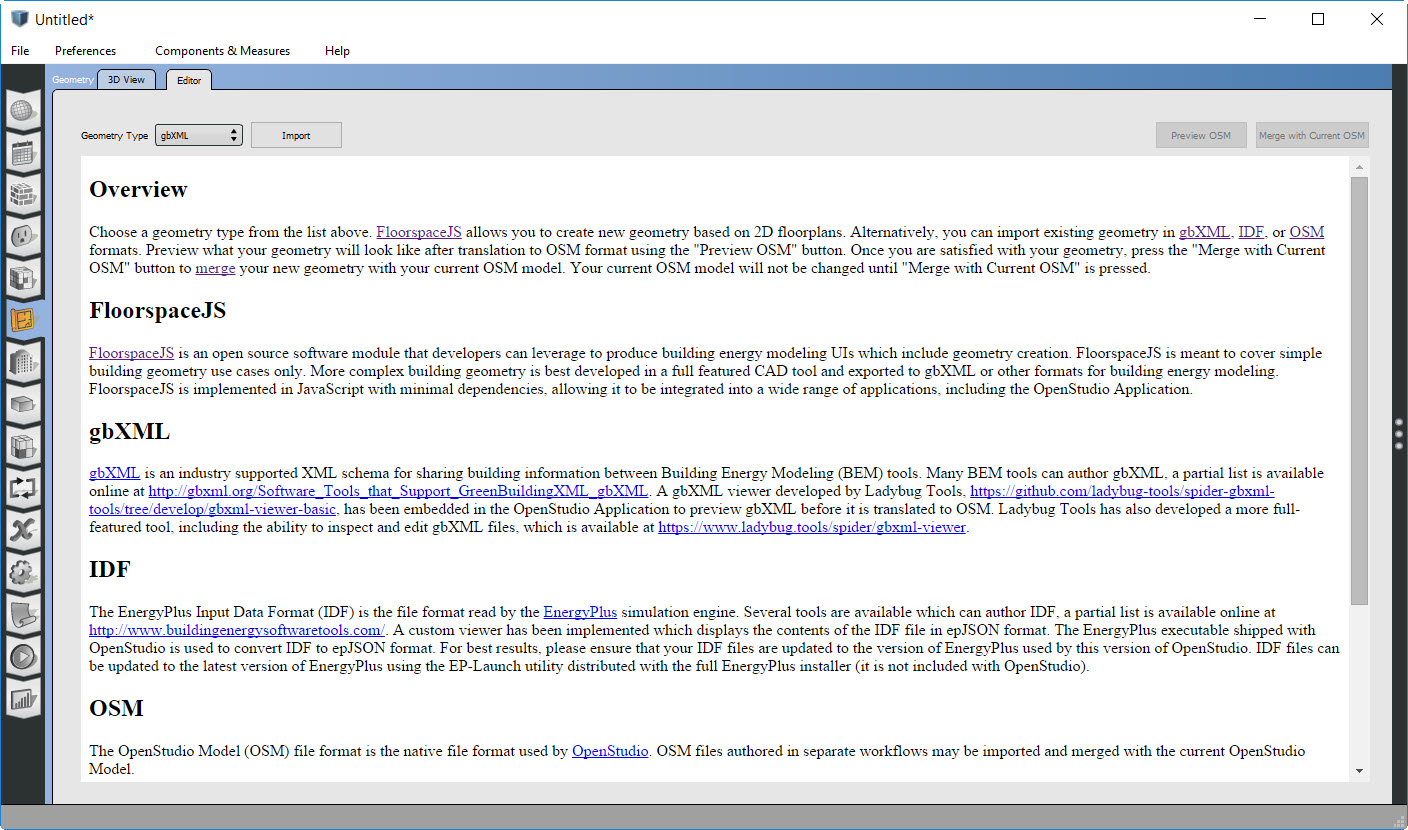 Untitled*
File Preferences Components & Measures Help
Geometry 3D View Editor
Geometry Type gbXML Import Preview OSM Merge with Current OSM
Overview
Choose a geometry type from the list above. FloorspaceJS allows you to create new geometry based on 2D floorplans. Alternatively, you can import existing geometry in gbXML, IDF, or OSM
formats. Preview what your geometry will look like after translation to OSM format using the "Preview OSM" button. Once you are satisfied with your geometry, press the "Merge with Current
OSM" button to merge your new geometry with your current OSM model. Your current OSM model will not be changed until "Merge with Current OSM" is pressed.
FloorspaceJS
FloorspaceJS is an open source software module that developers can leverage to produce building energy modeling UIs which include geometry creation. FloorspaceJS is meant to cover simple
building geometry use cases only. More complex building geometry is best developed in a full featured CAD tool and exported to gbXML or other formats for building energy modeling.
FloorspaceJS is implemented in JavaScript with minimal dependencies, allowing it to be integrated into a wide range of applications, including the OpenStudio Application.
gbXML
gbXML is an industry supported XML schema for sharing building information between Building Energy Modeling (BEM) tools. Many BEM tools can author gbXML, a partial list is available
online at http://gbxml.org/Software_Tools_that_Support_GreenBuildingXML_gbXML. A gbXML viewer developed by Ladybug Tools, https://github.com/ladybug-tools/spider-gbxml-
tools/tree/develop/gbxml-viewer-basic, has been embedded in the OpenStudio Application to preview gbXML before it is translated to OSM. Ladybug Tools has also developed a more full-
featured tool, including the ability to inspect and edit gbXML files, which is available at https://www.ladybug.tools/spider/gbxml-viewer.
IDF
The EnergyPlus Input Data Format (IDF) is the file format read by the EnergyPlus simulation engine. Several tools are available which can author IDF, a partial list is available online at
http://www.buildingenergysoftwaretools.com/. A custom viewer has been implemented which displays the contents of the IDF file in epJSON format. The EnergyPlus executable shipped with
OpenStudio is used to convert IDF to epJSON format. For best results, please ensure that your IDF files are updated to the version of EnergyPlus used by this version of OpenStudio. IDF files can
be updated to the latest version of EnergyPlus using the EP-Launch utility distributed with the full EnergyPlus installer (it is not included with OpenStudio).
OSM
The OpenStudio Model (OSM) file format is the native file format used by OpenStudio. OSM files authored in separate workflows may be imported and merged with the current OpenStudio
Model.